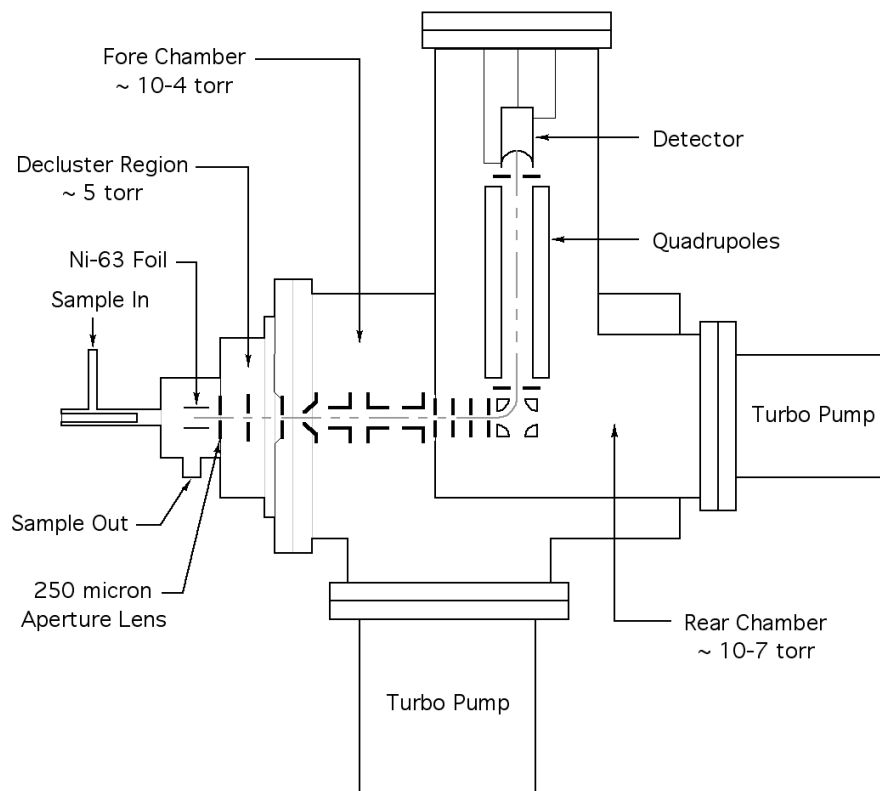 Fore Chamber
~ 10-4 torr
Detector
Decluster Region
~ 5 torr
Quadrupoles
Ni-63 Foil
Sample In
Turbo Pump
Sample Out
250 micron
Aperture Lens
Rear Chamber
~ 10-7 torr
Turbo Pump